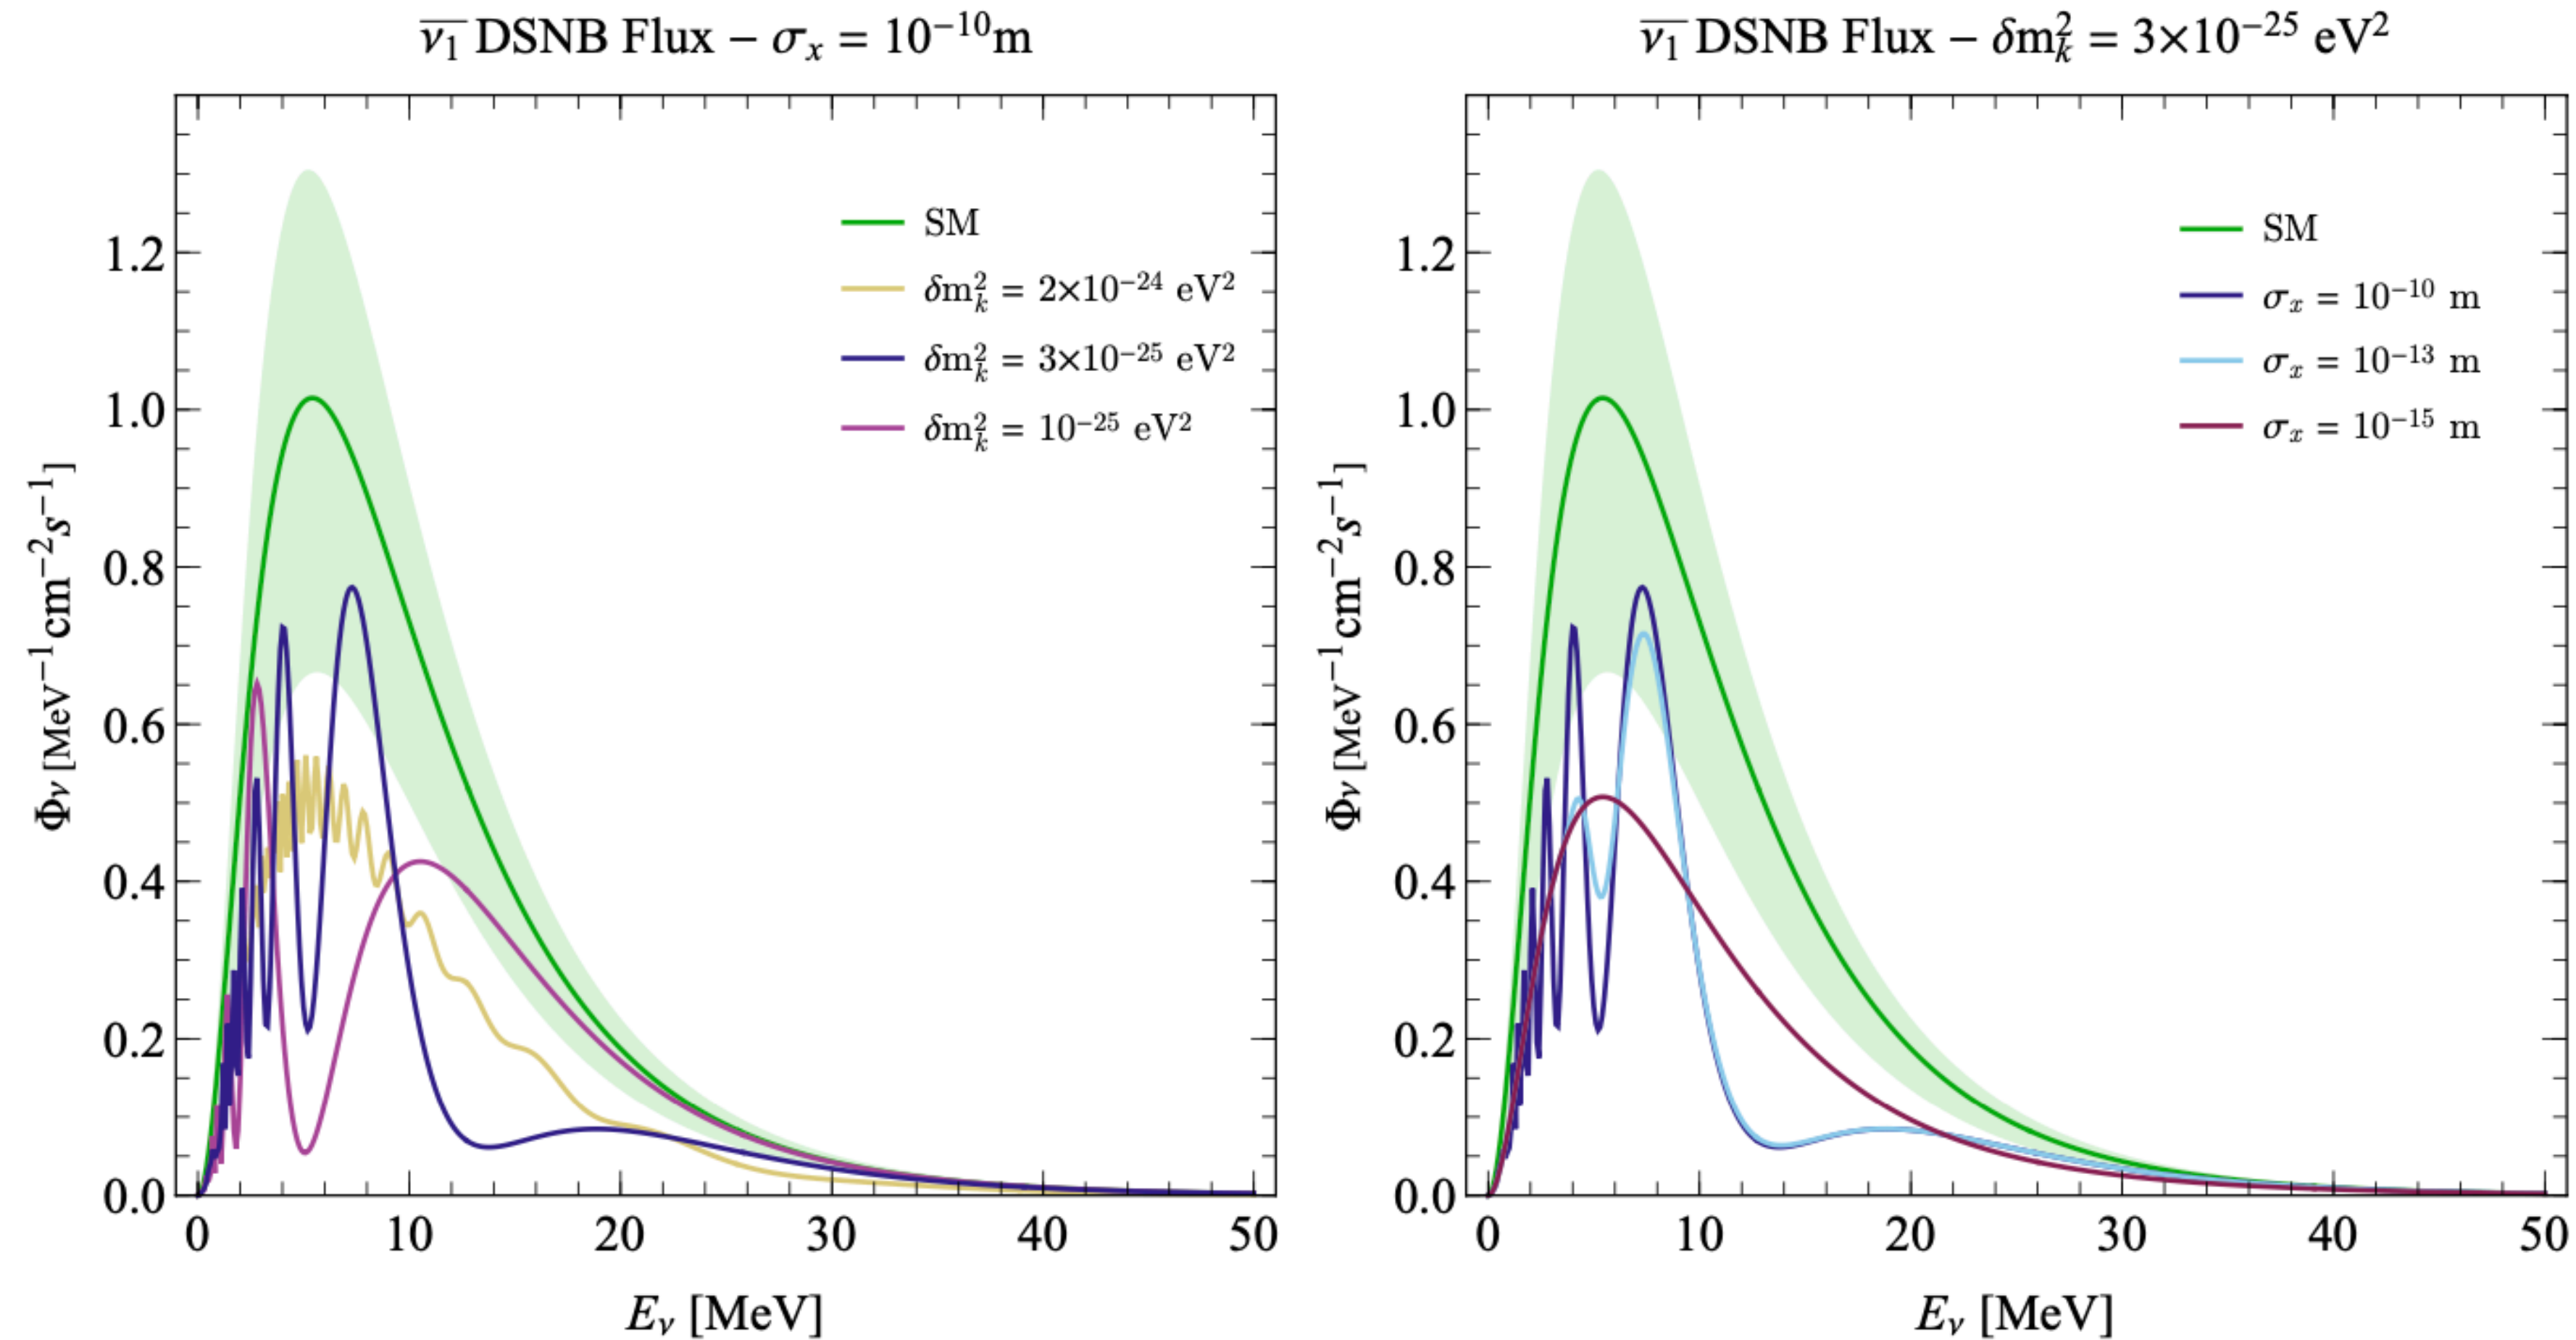 ν̅₁ DSNB Flux − σₓ = 10⁻¹⁰m
Φν [MeV⁻¹cm⁻²s⁻¹]
1.2
1.0
0.8
0.6
0.4
0.2
0.0
SM
δm²ₖ = 2×10⁻²⁴ eV²
δm²ₖ = 3×10⁻²⁵ eV²
δm²ₖ = 10⁻²⁵ eV²
0 10 20 30 40 50
Eᵥ [MeV]
ν̅₁ DSNB Flux − δm²ₖ = 3×10⁻²⁵ eV²
Φν [MeV⁻¹cm⁻²s⁻¹]
1.2
1.0
0.8
0.6
0.4
0.2
0.0
SM
σₓ = 10⁻¹⁰ m
σₓ = 10⁻¹³ m
σₓ = 10⁻¹⁵ m
0 10 20 30 40 50
Eᵥ [MeV]